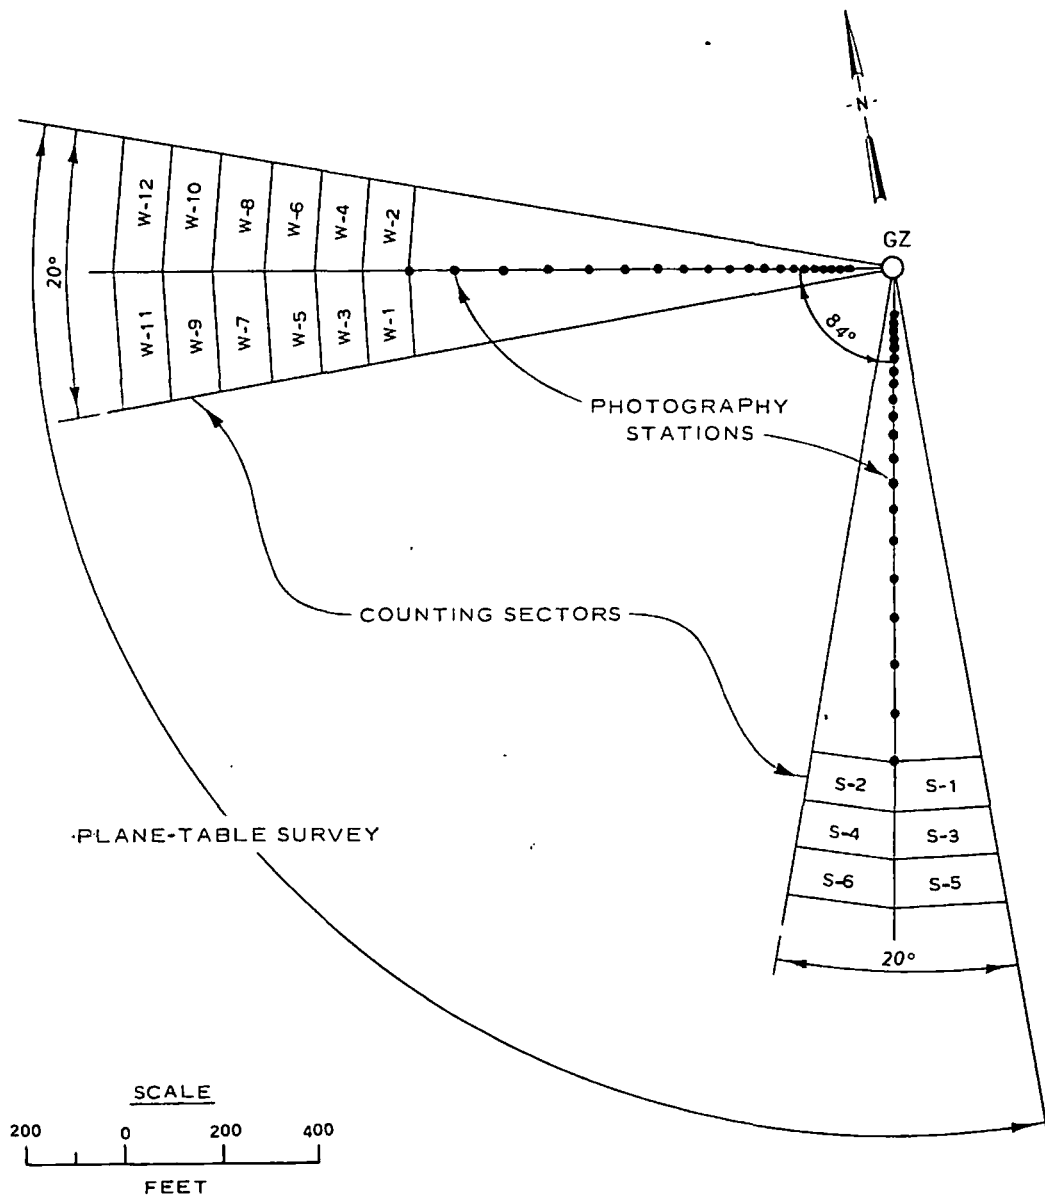 N
GZ
W-12
W-10
W-8
W-6
W-4
W-2
20°
W-11
W-9
W-7
W-5
W-3
W-1
84°
PHOTOGRAPHY
STATIONS
COUNTING SECTORS
S-2
S-1
PLANE-TABLE SURVEY
S-4
S-3
S-6
S-5
20°
SCALE
200 0 200 400
FEET